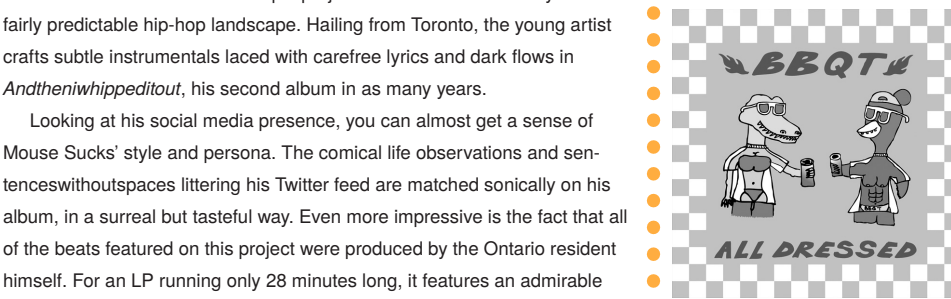 fairly predictable hip-hop landscape. Hailing from Toronto, the young artist
crafts subtle instrumentals laced with carefree lyrics and dark flows in
Andtheniwhippeditout, his second album in as many years.
Looking at his social media presence, you can almost get a sense of
Mouse Sucks' style and persona. The comical life observations and sen-
tenceswithoutspaces littering his Twitter feed are matched sonically on his
album, in a surreal but tasteful way. Even more impressive is the fact that all
of the beats featured on this project were produced by the Ontario resident
himself. For an LP running only 28 minutes long, it features an admirable
BBQT
ALL DRESSED